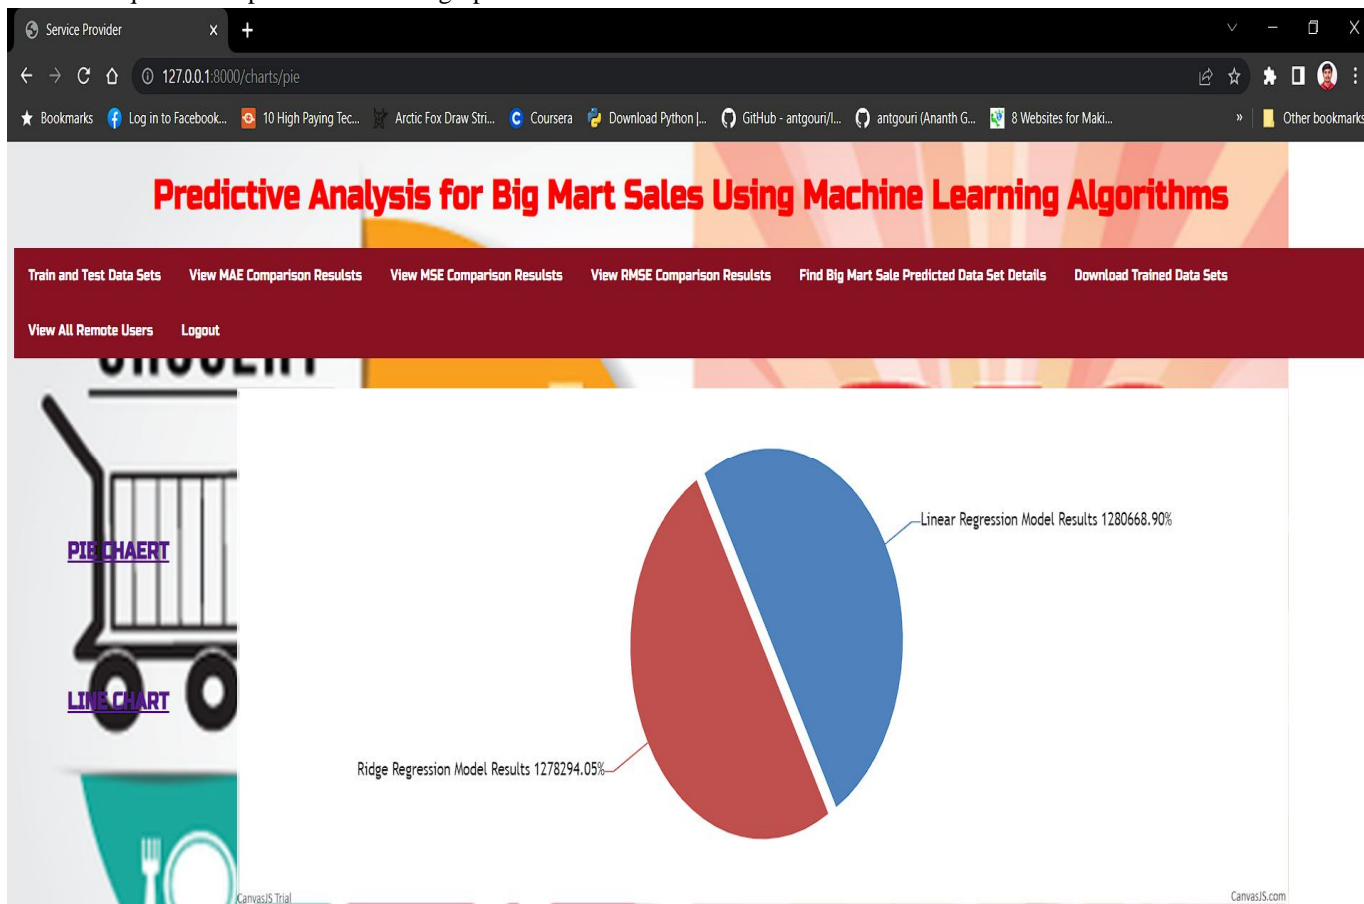 Service Provider
127.0.0.1:8000/charts/pie
Bookmarks Log in to Facebook... 10 High Paying Tec... Arctic Fox Draw Stri... Coursera Download Python |... GitHub - antgouri/I... antgouri (Ananth G... 8 Websites for Maki... » Other bookmarks
Predictive Analysis for Big Mart Sales Using Machine Learning Algorithms
Train and Test Data Sets View MAE Comparison Resulsts View MSE Comparison Resulsts View RMSE Comparison Resulsts Find Big Mart Sale Predicted Data Set Details Download Trained Data Sets
View All Remote Users Logout
Linear Regression Model Results 1280668.90%
PIE CHAERT
LINE CHART
Ridge Regression Model Results 1278294.05%
CanvasJS Trial CanvasJS.com